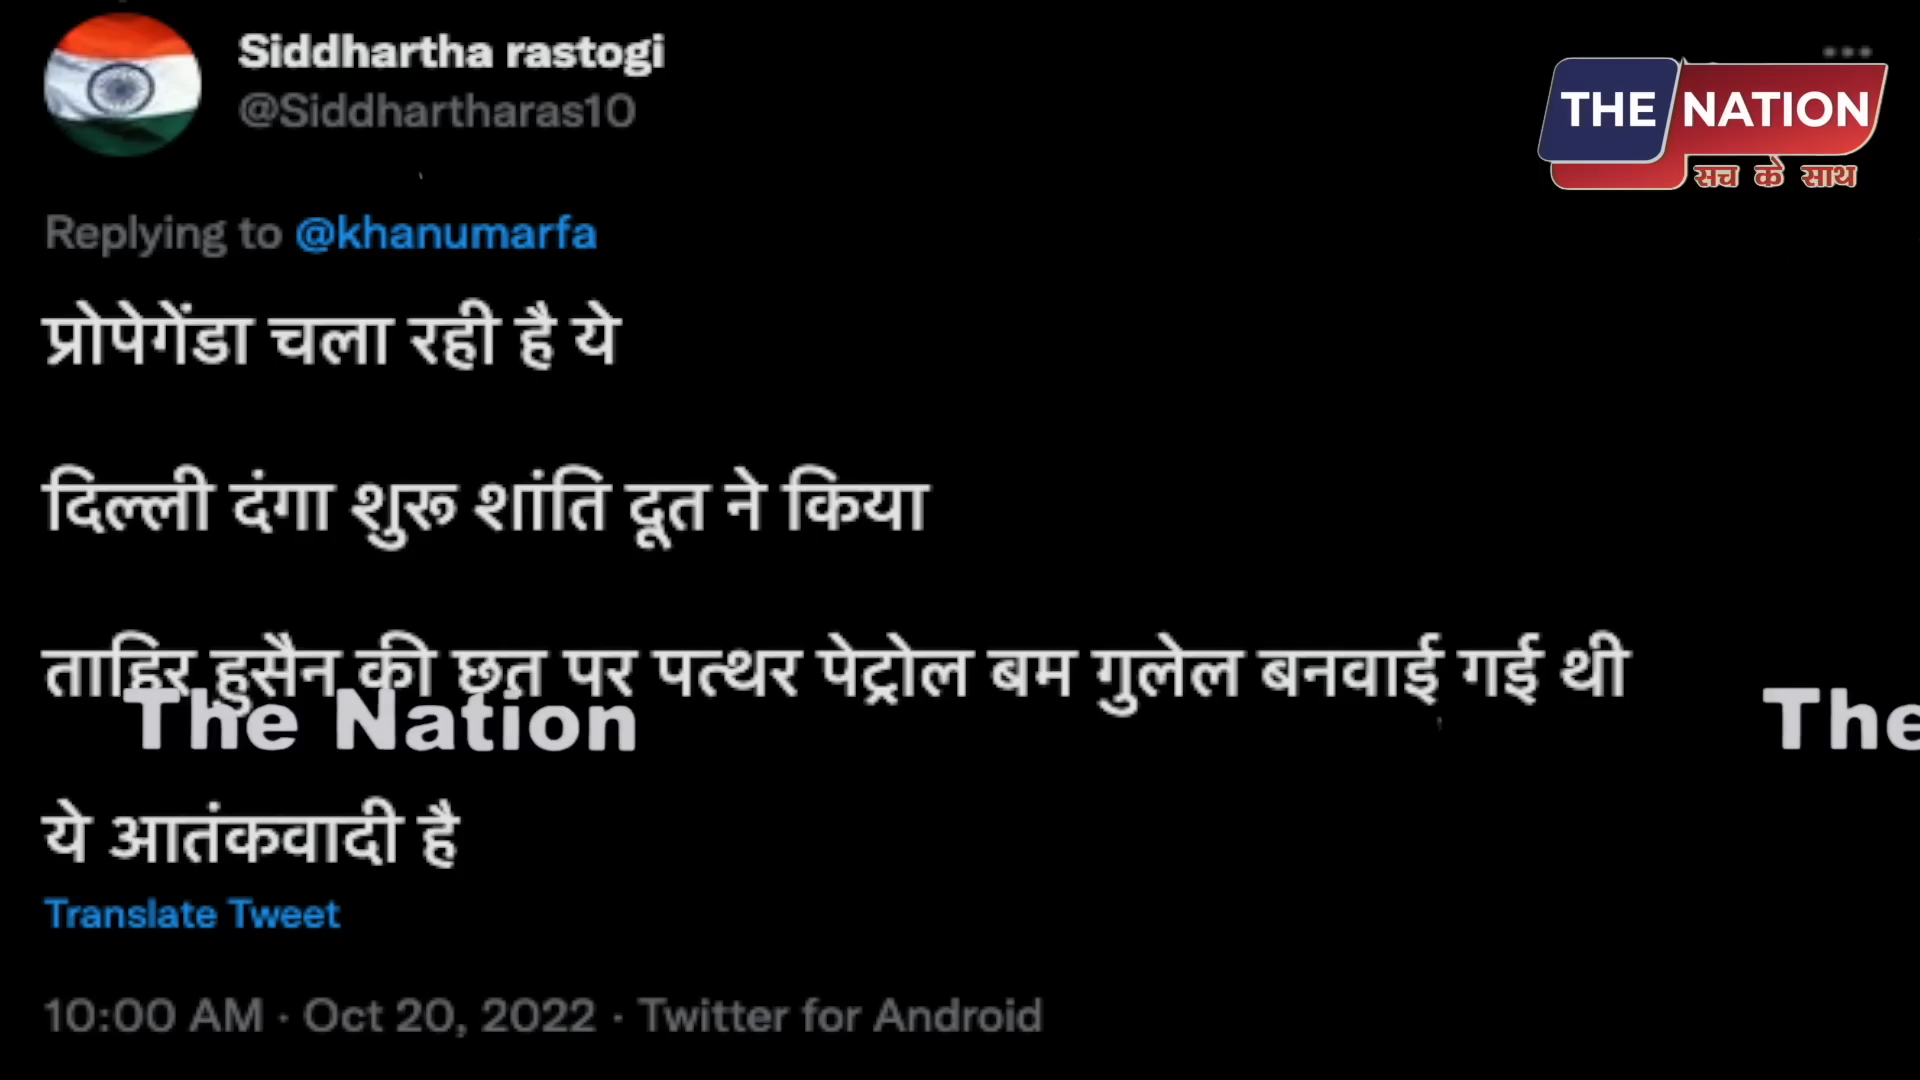 Siddhartha rastogi
@Siddhartharas10
THE NATION
सच के साथ
Replying to @khanumarfa
प्रोपेगेंडा चला रही है ये
दिल्ली दंगा शुरू शांति दूत ने किया
ताहिर हुसैन की छत पर पत्थर पेट्रोल बम गुलेल बनवाई गई थी
The Nation
The
ये आतंकवादी है
Translate Tweet
10:00 AM · Oct 20, 2022 · Twitter for Android